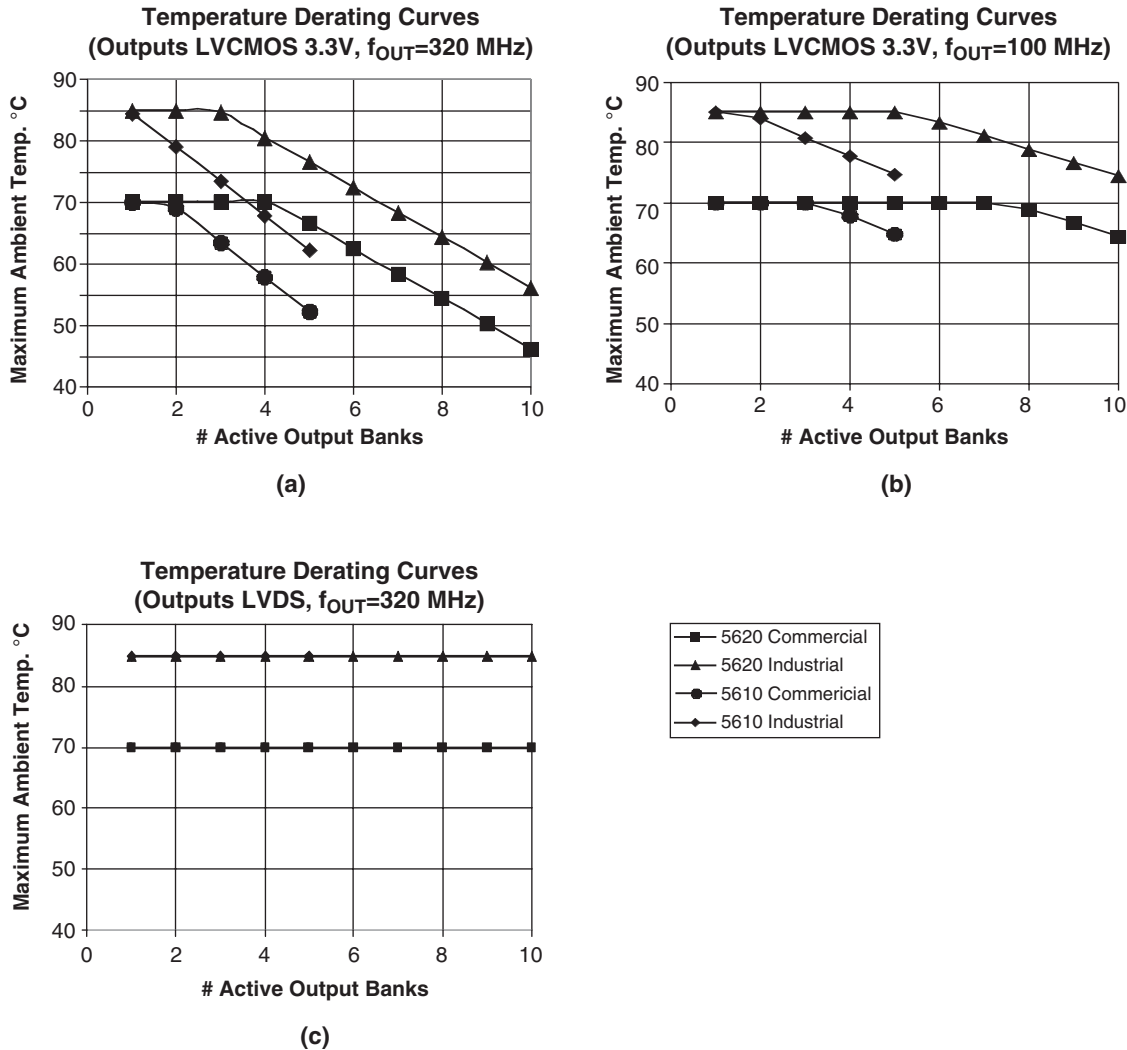 Temperature Derating Curves
(Outputs LVCMOS 3.3V, fOUT=320 MHz)
Maximum Ambient Temp. °C
90
80
70
60
50
40
0 2 4 6 8 10
# Active Output Banks
(a)
Temperature Derating Curves
(Outputs LVCMOS 3.3V, fOUT=100 MHz)
Maximum Ambient Temp. °C
90
80
70
60
50
40
0 2 4 6 8 10
# Active Output Banks
(b)
Temperature Derating Curves
(Outputs LVDS, fOUT=320 MHz)
Maximum Ambient Temp. °C
90
80
70
60
50
40
0 2 4 6 8 10
# Active Output Banks
(c)
5620 Commercial
5620 Industrial
5610 Commericial
5610 Industrial